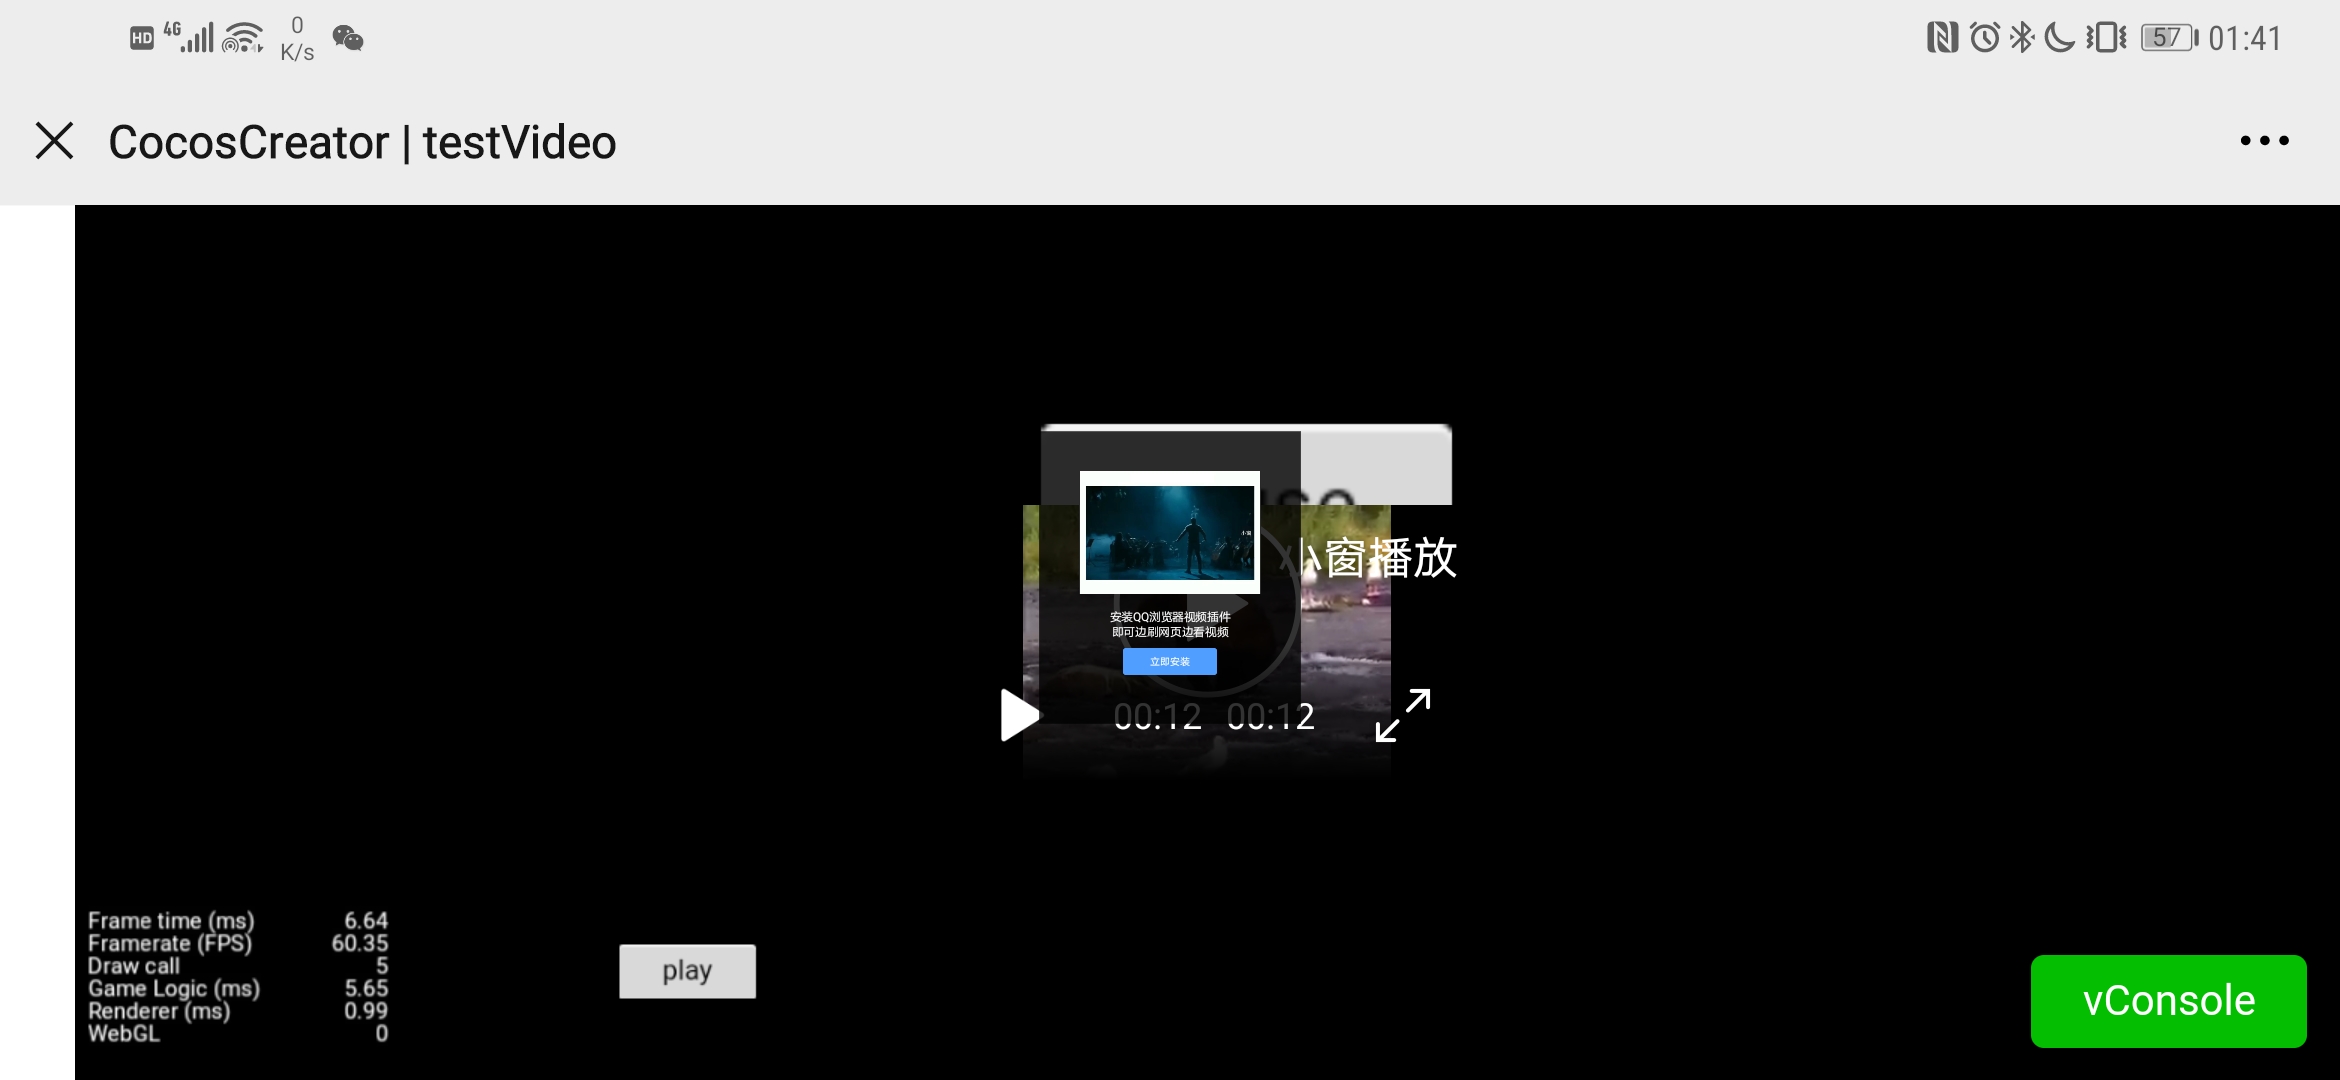 HD 4G 0 K/s 57 01:41
CocosCreator | testVideo
小窗播放
安装QQ浏览器视频插件
即可边刷网页边看视频
立即安装
00:12 00:12
Frame time (ms) 6.64
Framerate (FPS) 60.35
Draw call 5
Game Logic (ms) 5.65
Renderer (ms) 0.99
WebGL 0
play
vConsole